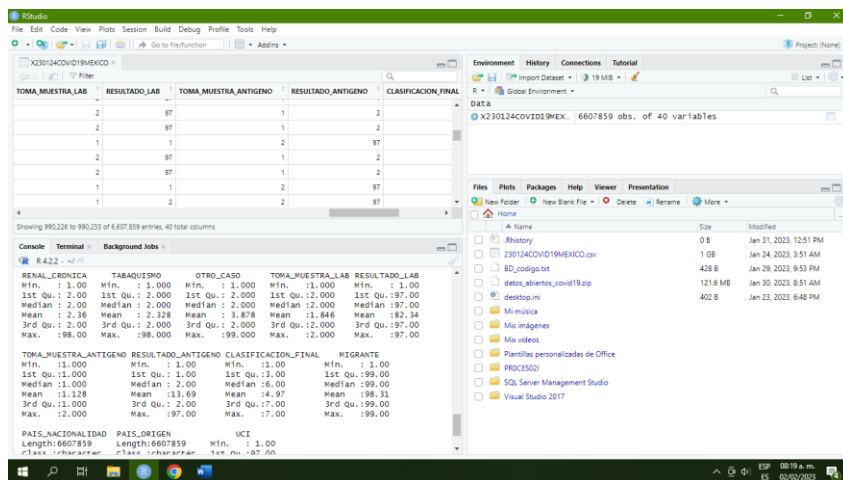 RStudio
File Edit Code View Plots Session Build Debug Profile Tools Help
Go to file/function Addins Project: (None)
X230124COVID19MEXICO
Filter
TOMA_MUESTRA_LAB RESULTADO_LAB TOMA_MUESTRA_ANTIGENO RESULTADO_ANTIGENO CLASIFICACION_FINAL
2 97 1 2
2 97 1 2
1 1 2 97
2 97 1 2
2 97 1 2
1 1 2 97
1 2 2 97
Showing 990,226 to 990,233 of 6,607,859 entries, 40 total columns
Console Terminal Background Jobs
R 4.2.2 · ~/
RENAL_CRONICA TABAQUISMO OTRO_CASO TOMA_MUESTRA_LAB RESULTADO_LAB
Min. : 1.00 Min. : 1.000 Min. : 1.000 Min. :1.000 Min. : 1.00
1st Qu.: 2.00 1st Qu.: 2.000 1st Qu.: 2.000 1st Qu.:2.000 1st Qu.:97.00
Median : 2.00 Median : 2.000 Median : 2.000 Median :2.000 Median :97.00
Mean : 2.36 Mean : 2.328 Mean : 3.878 Mean :1.846 Mean :82.34
3rd Qu.: 2.00 3rd Qu.: 2.000 3rd Qu.: 2.000 3rd Qu.:2.000 3rd Qu.:97.00
Max. :98.00 Max. :98.000 Max. :99.000 Max. :2.000 Max. :97.00
TOMA_MUESTRA_ANTIGENO RESULTADO_ANTIGENO CLASIFICACION_FINAL MIGRANTE
Min. :1.000 Min. : 1.00 Min. :1.00 Min. : 1.00
1st Qu.:1.000 1st Qu.: 1.00 1st Qu.:3.00 1st Qu.:99.00
Median :1.000 Median : 2.00 Median :6.00 Median :99.00
Mean :1.128 Mean :13.69 Mean :4.97 Mean :98.31
3rd Qu.:1.000 3rd Qu.: 2.00 3rd Qu.:7.00 3rd Qu.:99.00
Max. :2.000 Max. :97.00 Max. :7.00 Max. :99.00
PAIS_NACIONALIDAD PAIS_ORIGEN UCI
Length:6607859 Length:6607859 Min. : 1.00
Class :character Class :character 1st Qu.:97.00
Environment History Connections Tutorial
Import Dataset 19 MiB List
R Global Environment
Data
X230124COVID19MEX… 6607859 obs. of 40 variables
Files Plots Packages Help Viewer Presentation
New Folder New Blank File Delete Rename More
Home
Name Size Modified
.Rhistory 0 B Jan 31, 2023, 12:51 PM
230124COVID19MEXICO.csv 1 GB Jan 24, 2023, 3:51 AM
BD_codigo.txt 428 B Jan 29, 2023, 9:53 PM
datos_abiertos_covid19.zip 121.6 MB Jan 30, 2023, 8:51 AM
desktop.ini 402 B Jan 23, 2023, 6:48 PM
Mi música
Mis imágenes
Mis vídeos
Plantillas personalizadas de Office
PROCES02I
SQL Server Management Studio
Visual Studio 2017
ESP 08:19 a. m.
ES 02/02/2023